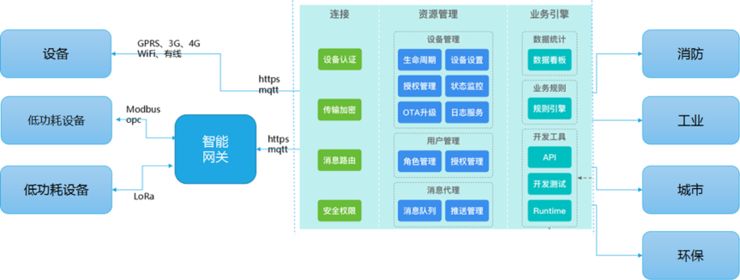 设备
GPRS、3G、4G
WiFi、有线
https
mqtt
低功耗设备
Modbus
opc
智能
网关
https
mqtt
低功耗设备
LoRa
连接
设备认证
传输加密
消息路由
安全权限
资源管理
设备管理
生命周期
设备设置
授权管理
状态监控
OTA升级
日志服务
用户管理
角色管理
授权管理
消息代理
消息队列
推送管理
业务引擎
数据统计
数据看板
业务规则
规则引擎
开发工具
API
开发测试
Runtime
消防
工业
城市
环保